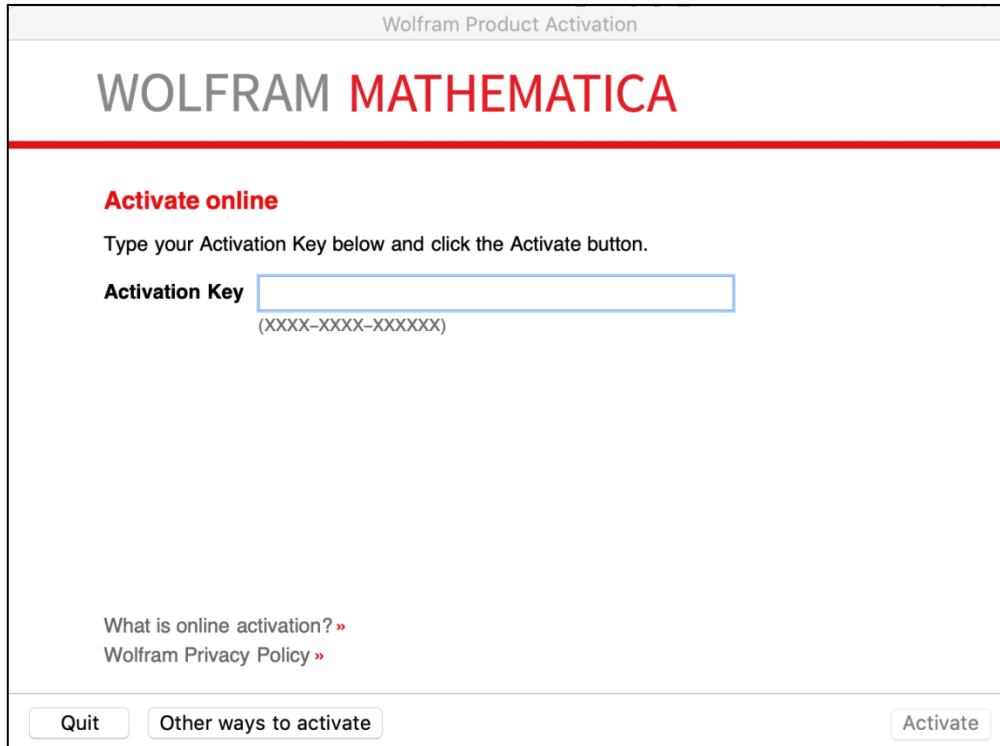 Wolfram Product Activation
WOLFRAM MATHEMATICA
Activate online
Type your Activation Key below and click the Activate button.
Activation Key
(XXXX–XXXX–XXXXXX)
What is online activation? »
Wolfram Privacy Policy »
Quit Other ways to activate Activate